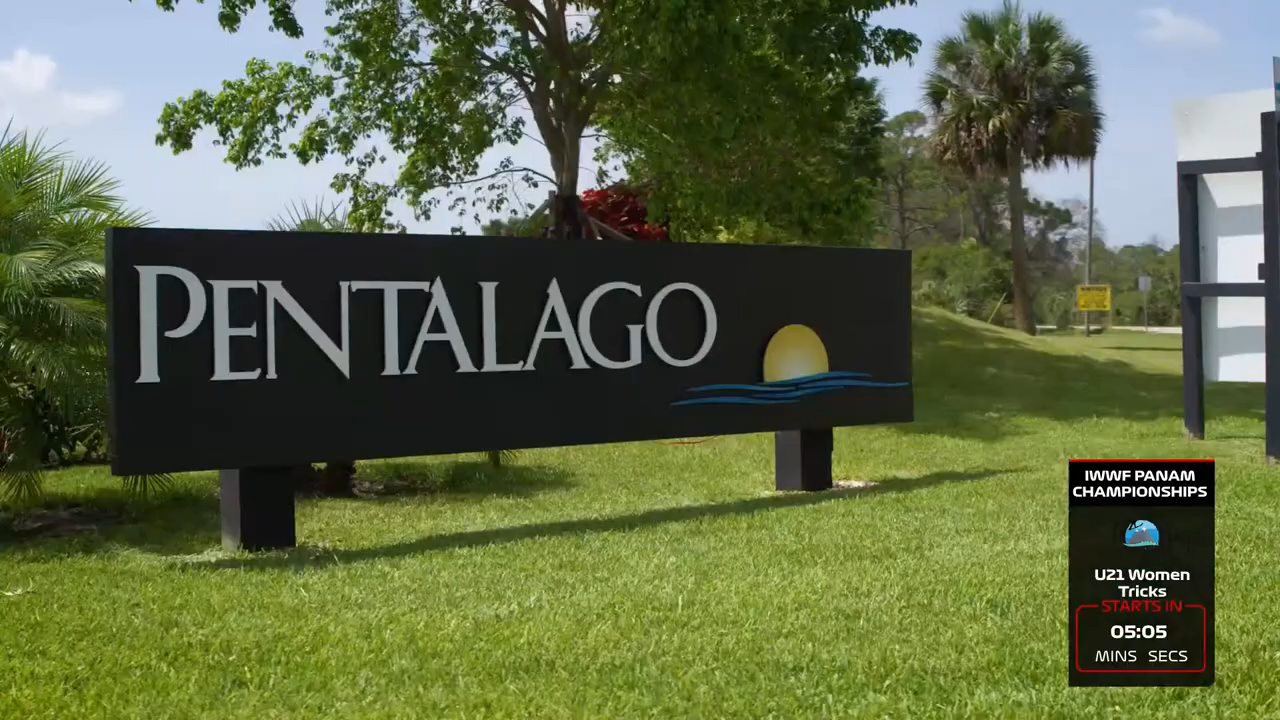 PENTALAGO
IWWF PANAM
CHAMPIONSHIPS
U21 Women
Tricks
STARTS IN
05:05
MINS SECS